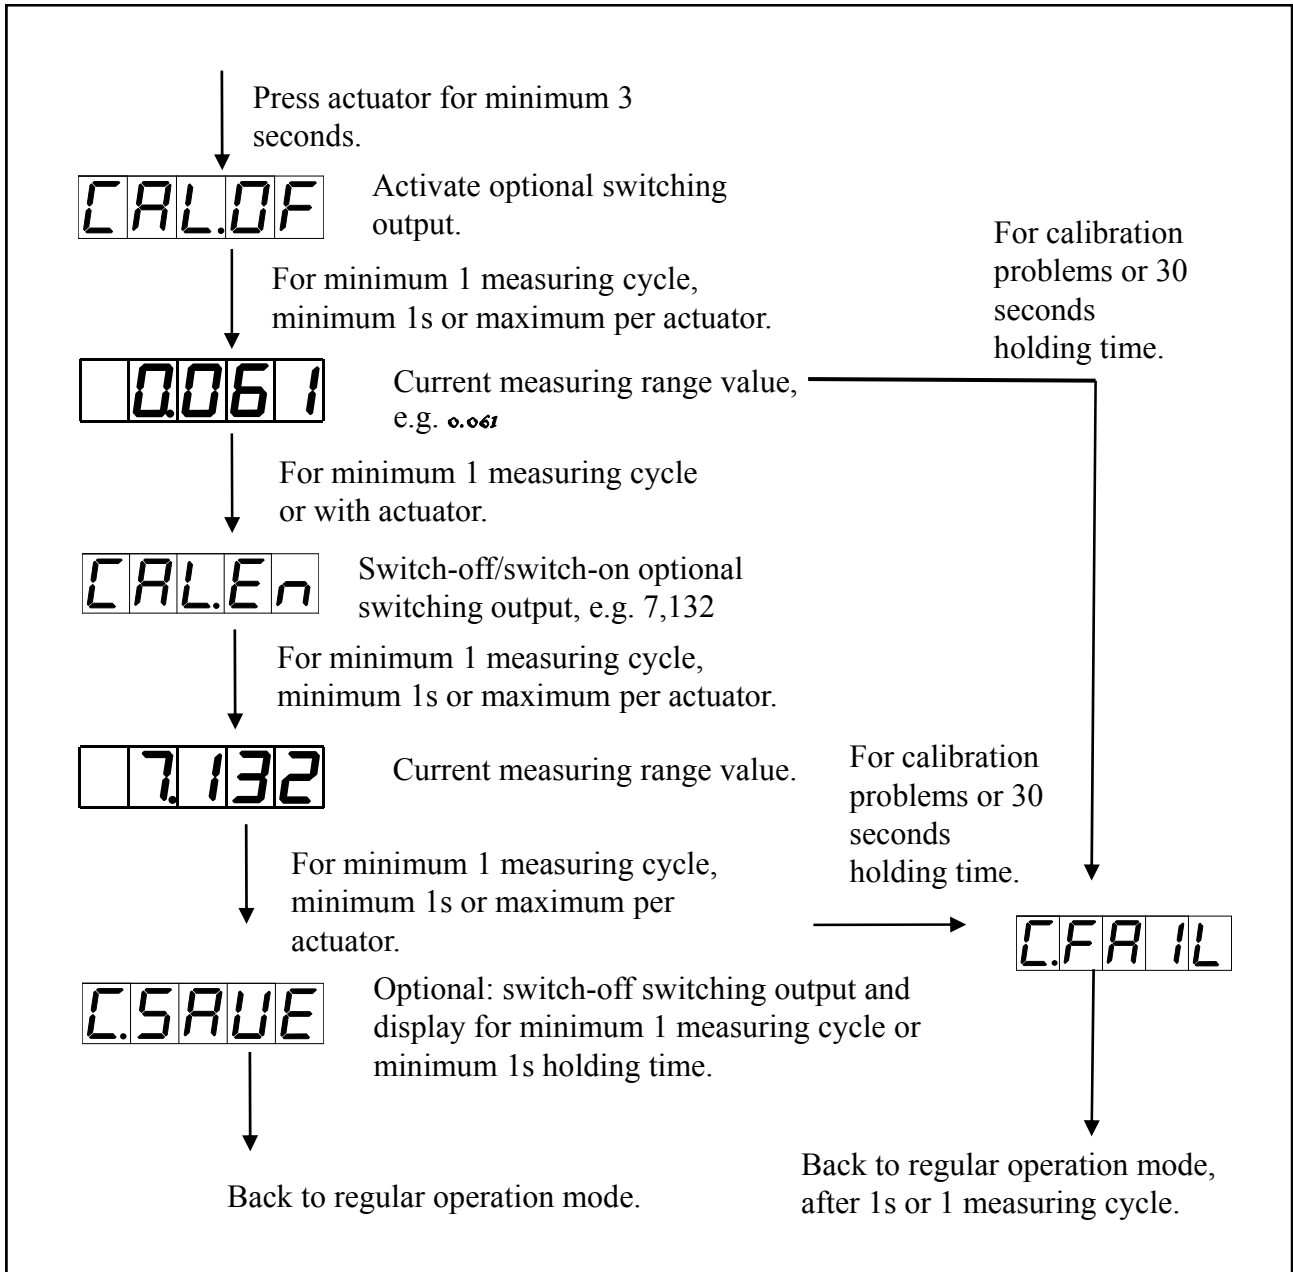 Press actuator for minimum 3
seconds.
CAL.OF
Activate optional switching
output.
For minimum 1 measuring cycle,
minimum 1s or maximum per actuator.
For calibration
problems or 30
seconds
holding time.
0.061
Current measuring range value,
e.g. 0.061
For minimum 1 measuring cycle
or with actuator.
CAL.En
Switch-off/switch-on optional
switching output, e.g. 7,132
For minimum 1 measuring cycle,
minimum 1s or maximum per actuator.
7.132
Current measuring range value.
For calibration
problems or 30
seconds
holding time.
For minimum 1 measuring cycle,
minimum 1s or maximum per
actuator.
C.FAIL
C.SAVE
Optional: switch-off switching output and
display for minimum 1 measuring cycle or
minimum 1s holding time.
Back to regular operation mode.
Back to regular operation mode,
after 1s or 1 measuring cycle.